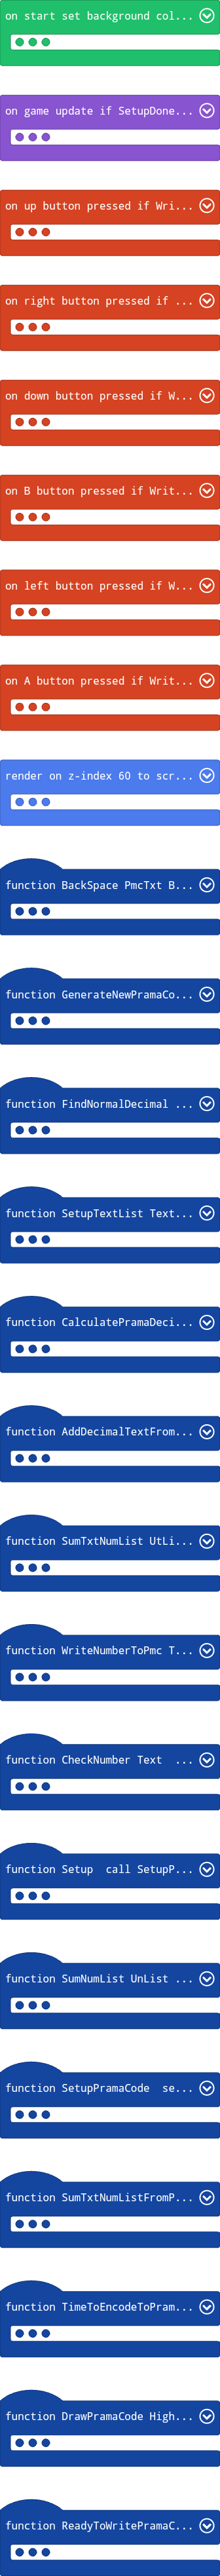 on start set background col...
on game update if SetupDone...
on up button pressed if Wri...
on right button pressed if ...
on down button pressed if W...
on B button pressed if Writ...
on left button pressed if W...
on A button pressed if Writ...
render on z-index 60 to scr...
function BackSpace PmcTxt B...
function GenerateNewPramaCo...
function FindNormalDecimal ...
function SetupTextList Text...
function CalculatePramaDeci...
function AddDecimalTextFrom...
function SumTxtNumList UtLi...
function WriteNumberToPmc T...
function CheckNumber Text  ...
function Setup  call SetupP...
function SumNumList UnList ...
function SetupPramaCode  se...
function SumTxtNumListFromP...
function TimeToEncodeToPram...
function DrawPramaCode High...
function ReadyToWritePramaC...